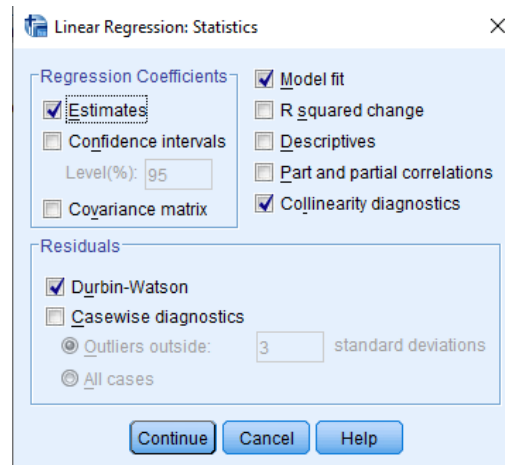 Linear Regression: Statistics
Regression Coefficients
Estimates
Confidence intervals
Level(%): 95
Covariance matrix
Model fit
R squared change
Descriptives
Part and partial correlations
Collinearity diagnostics
Residuals
Durbin-Watson
Casewise diagnostics
Outliers outside: 3 standard deviations
All cases
Continue Cancel Help